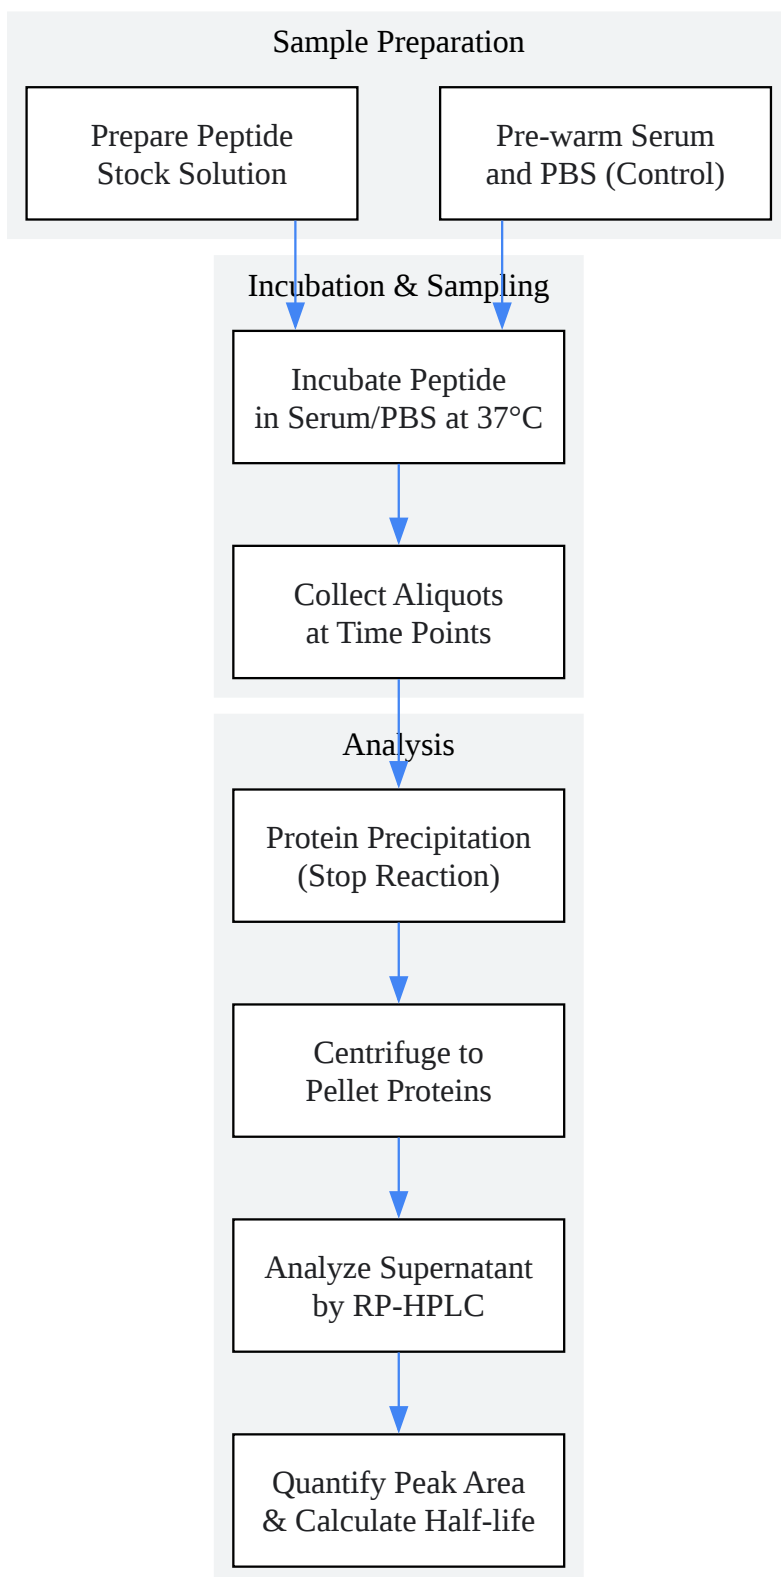 Sample Preparation
Prepare Peptide
Stock Solution
Pre-warm Serum
and PBS (Control)
Incubation & Sampling
Incubate Peptide
in Serum/PBS at 37°C
Collect Aliquots
at Time Points
Analysis
Protein Precipitation
(Stop Reaction)
Centrifuge to
Pellet Proteins
Analyze Supernatant
by RP-HPLC
Quantify Peak Area
& Calculate Half-life